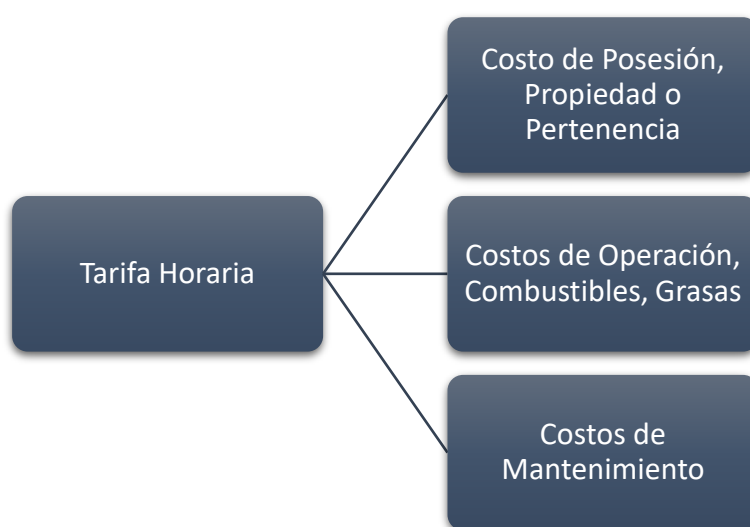 Tarifa Horaria
Costo de Posesión,
Propiedad o
Pertenencia
Costos de Operación,
Combustibles, Grasas
Costos de
Mantenimiento